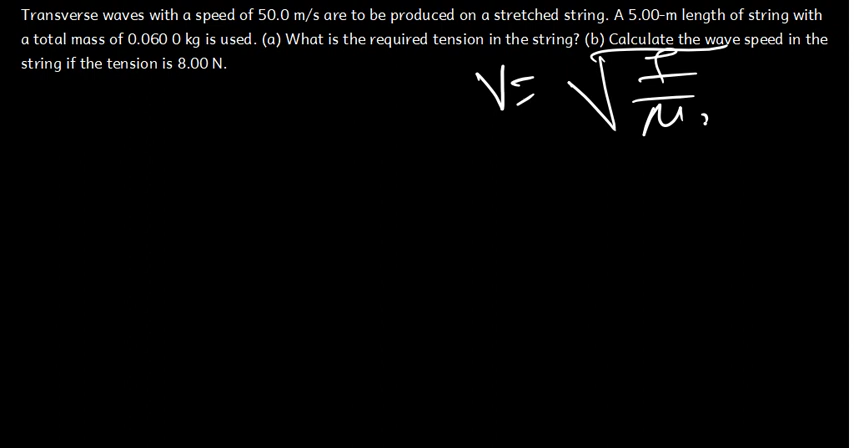 Transverse waves with a speed of 50.0 m/s are to be produced on a stretched string. A 5.00-m length of string with
a total mass of 0.060 0 kg is used. (a) What is the required tension in the string? (b) Calculate the wave speed in the
string if the tension is 8.00 N.
V = √(T/μ),